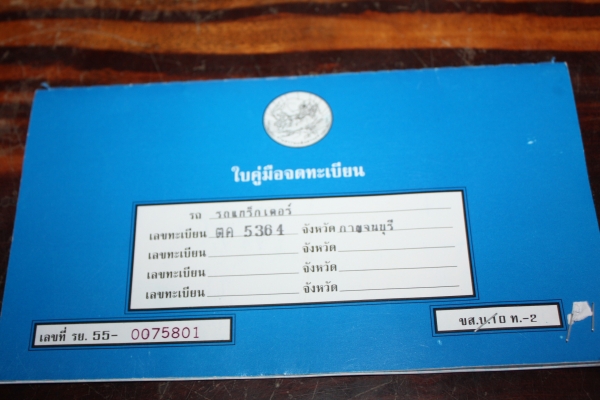 ใบคู่มือจดทะเบียน
รถ รถแทร็กเตอร์
เลขทะเบียน ตค 5364 จังหวัด กาญจนบุรี
เลขทะเบียน จังหวัด
เลขทะเบียน จังหวัด
เลขทะเบียน จังหวัด
เลขที่ รย. 55- 0075801
ท.-2